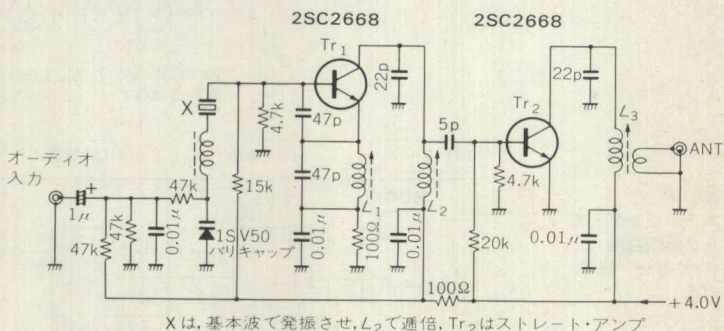 2SC2668
2SC2668
Tr1
Tr2
22p
22p
X
4.7k
47p
5p
L3
ANT
オーディオ
入力
47k
15k
47p
L1
L2
4.7k
1μ
+
47k
47k
0.01μ
1SV50
バリキャップ
0.01μ
100Ω
0.01μ
20k
0.01μ
100Ω
+4.0V
Xは,基本波で発振させ,L2で逓倍,Tr2はストレート・アンプ